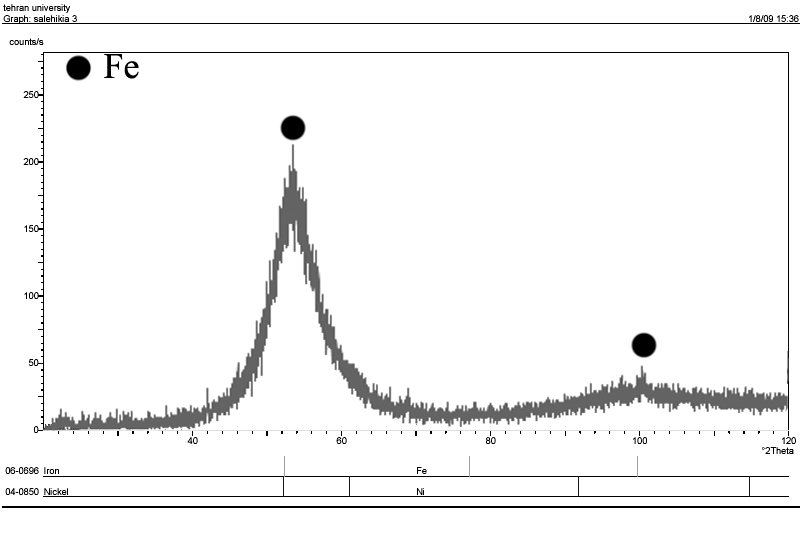 tehran university
Graph: salehikia 3
1/8/09 15:36
counts/s
Fe
250
200
150
100
50
0
40
60
80
100
120
°2Theta
06-0696 Iron Fe
04-0850 Nickel Ni